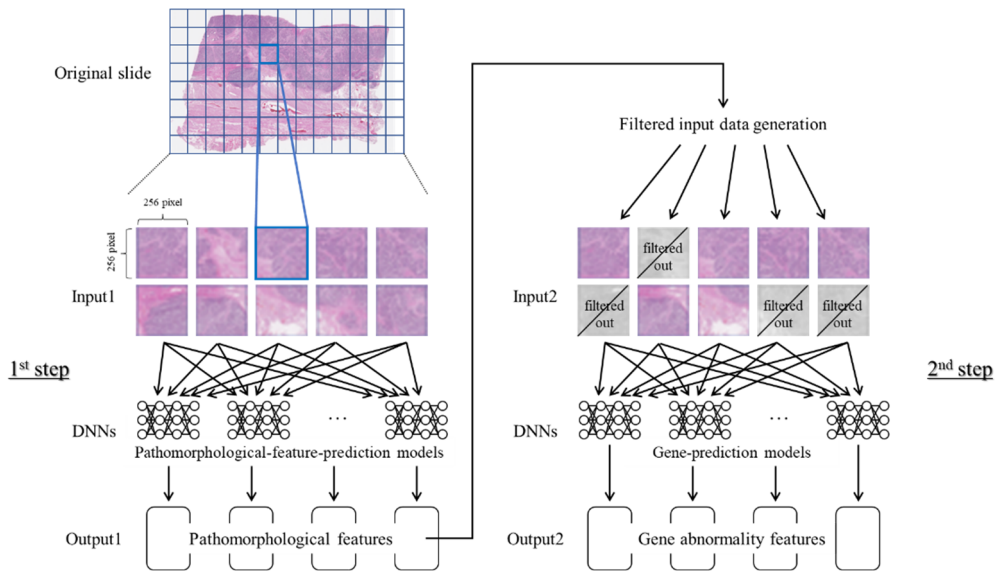 Original slide
256 pixel
256 pixel
Input1
1st step
DNNs
...
Pathomorphological-feature-prediction models
Output1
Pathomorphological features
Filtered input data generation
filtered
out
Input2
filtered
out
filtered
out
filtered
out
2nd step
DNNs
...
Gene-prediction models
Output2
Gene abnormality features